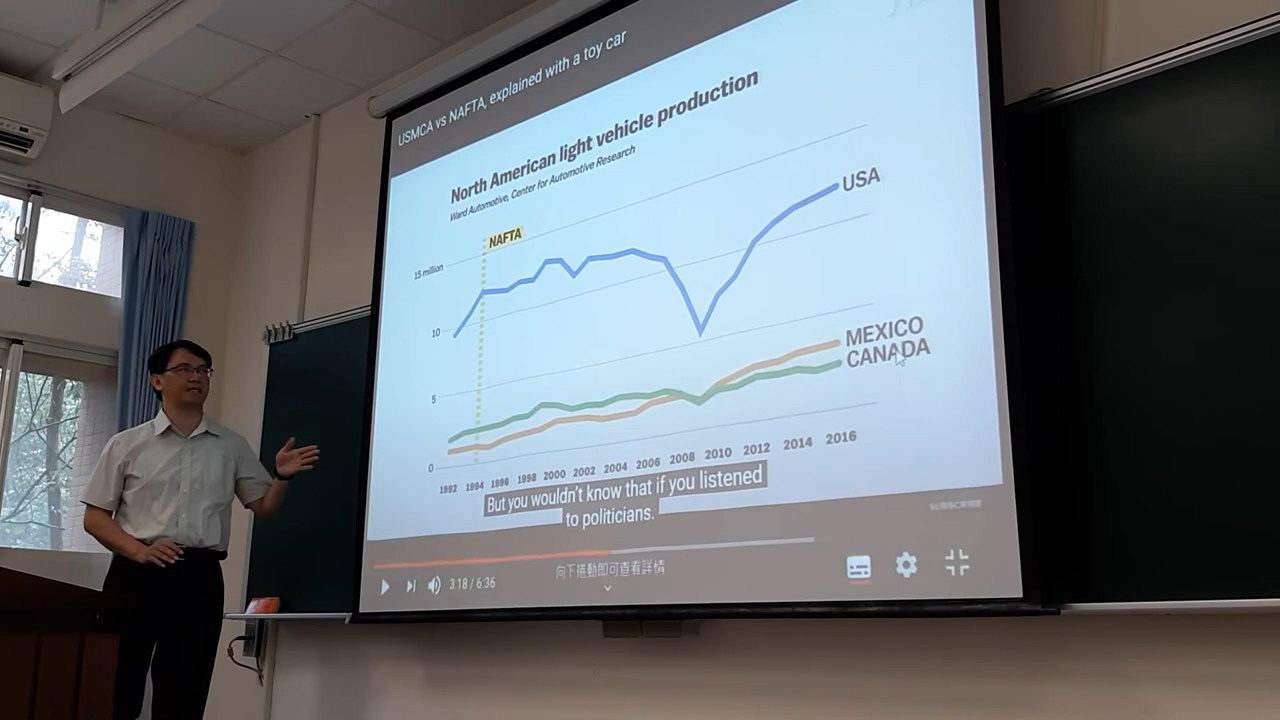 USMCA vs NAFTA, explained with a toy car
North American light vehicle production
Ward Automotive, Center for Automotive Research
NAFTA
USA
15 million
10
MEXICO
CANADA
5
0
1992 1994 1996 1998 2000 2002 2004 2006 2008 2010 2012 2014 2016
But you wouldn't know that if you listened
to politicians.
SUBSCRIBE
3:18 / 6:36
向下捲動即可查看詳情